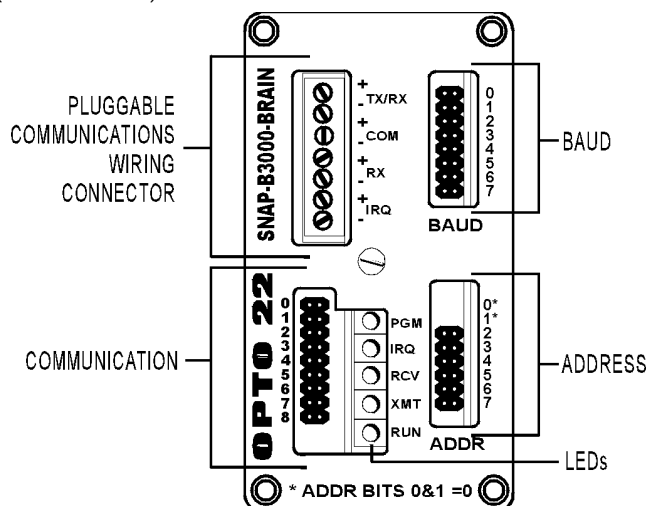 SNAP-B3000-BRAIN
+
TX/RX
-
+
COM
-
+
RX
-
+
IRQ
-
0
1
2
3
4
5
6
7
BAUD
PLUGGABLE
COMMUNICATIONS
WIRING
CONNECTOR
BAUD
OPTO 22
0
1
2
3
4
5
6
7
8
PGM
IRQ
RCV
XMT
RUN
0*
1*
2
3
4
5
6
7
ADDR
COMMUNICATION
ADDRESS
LEDs
* ADDR BITS 0&1 =0